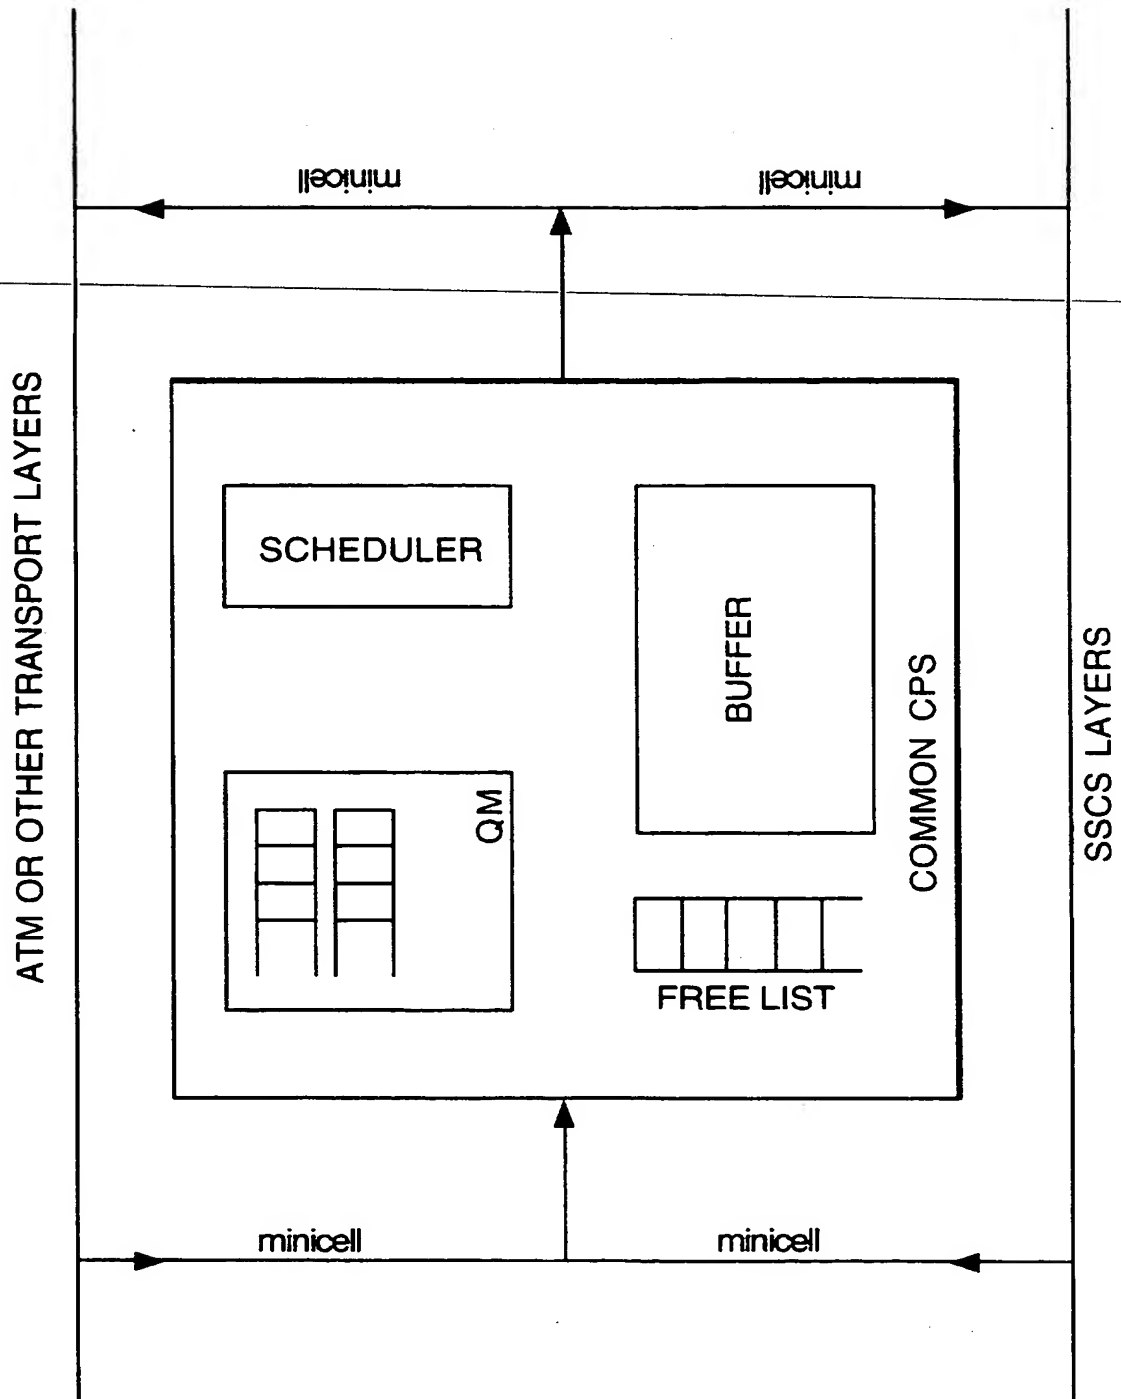 minicell
minicell
ATM OR OTHER TRANSPORT LAYERS
SCHEDULER
BUFFER
QM
COMMON CPS
SSCS LAYERS
FREE LIST
minicell
minicell